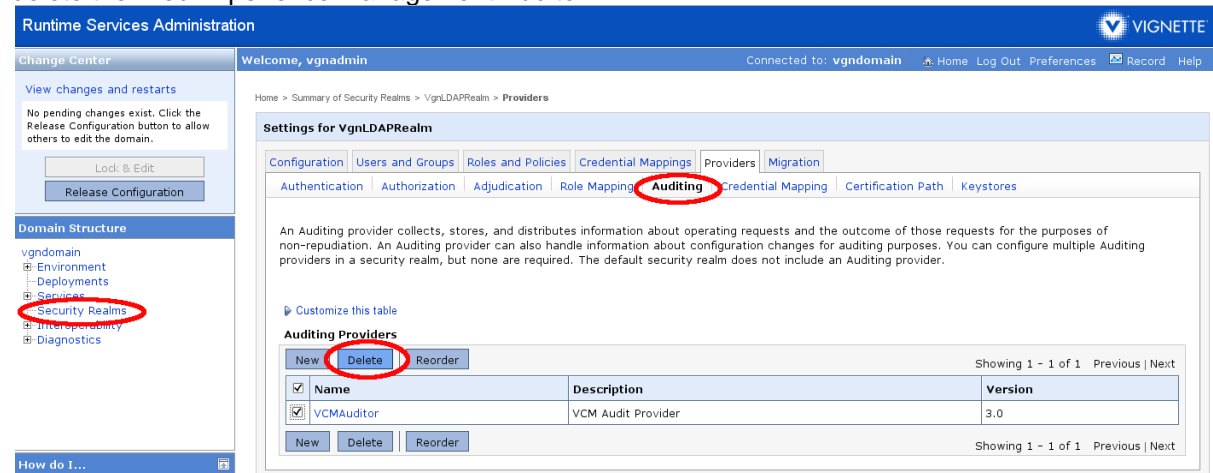 Runtime Services Administration
VIGNETTE
Change Center
Welcome, vgnadmin
Connected to: vgndomain Home Log Out Preferences Record Help
View changes and restarts
No pending changes exist. Click the
Release Configuration button to allow
others to edit the domain.
Lock & Edit
Release Configuration
Domain Structure
vgndomain
Environment
Deployments
Services
Security Realms
Interoperability
Diagnostics
How do I...
Home > Summary of Security Realms > VgnLDAPRealm > Providers
Settings for VgnLDAPRealm
Configuration Users and Groups Roles and Policies Credential Mappings Providers Migration
Authentication Authorization Adjudication Role Mapping Auditing Credential Mapping Certification Path Keystores
An Auditing provider collects, stores, and distributes information about operating requests and the outcome of those requests for the purposes of
non-repudiation. An Auditing provider can also handle information about configuration changes for auditing purposes. You can configure multiple Auditing
providers in a security realm, but none are required. The default security realm does not include an Auditing provider.
Customize this table
Auditing Providers
New Delete Reorder Showing 1 - 1 of 1 Previous | Next
Name Description Version
VCMAuditor VCM Audit Provider 3.0
New Delete Reorder Showing 1 - 1 of 1 Previous | Next